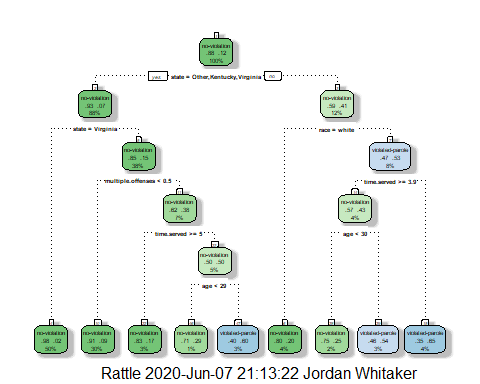 no-violation
.88 .12
100%
yes state = Other,Kentucky,Virginia no
no-violation
.93 .07
88%
no-violation
.59 .41
12%
state = Virginia
race = white
no-violation
.85 .15
38%
violated-parole
.47 .53
8%
multiple.offenses < 0.5
time.served >= 3.9
no-violation
.62 .38
7%
no-violation
.57 .43
4%
time.served >= 5
age < 30
no-violation
.50 .50
5%
age < 29
no-violation
.98 .02
50%
no-violation
.91 .09
30%
no-violation
.83 .17
3%
no-violation
.71 .29
1%
violated-parole
.40 .60
3%
no-violation
.80 .20
4%
no-violation
.75 .25
2%
violated-parole
.46 .54
3%
violated-parole
.35 .65
4%
Rattle 2020-Jun-07 21:13:22 Jordan Whitaker